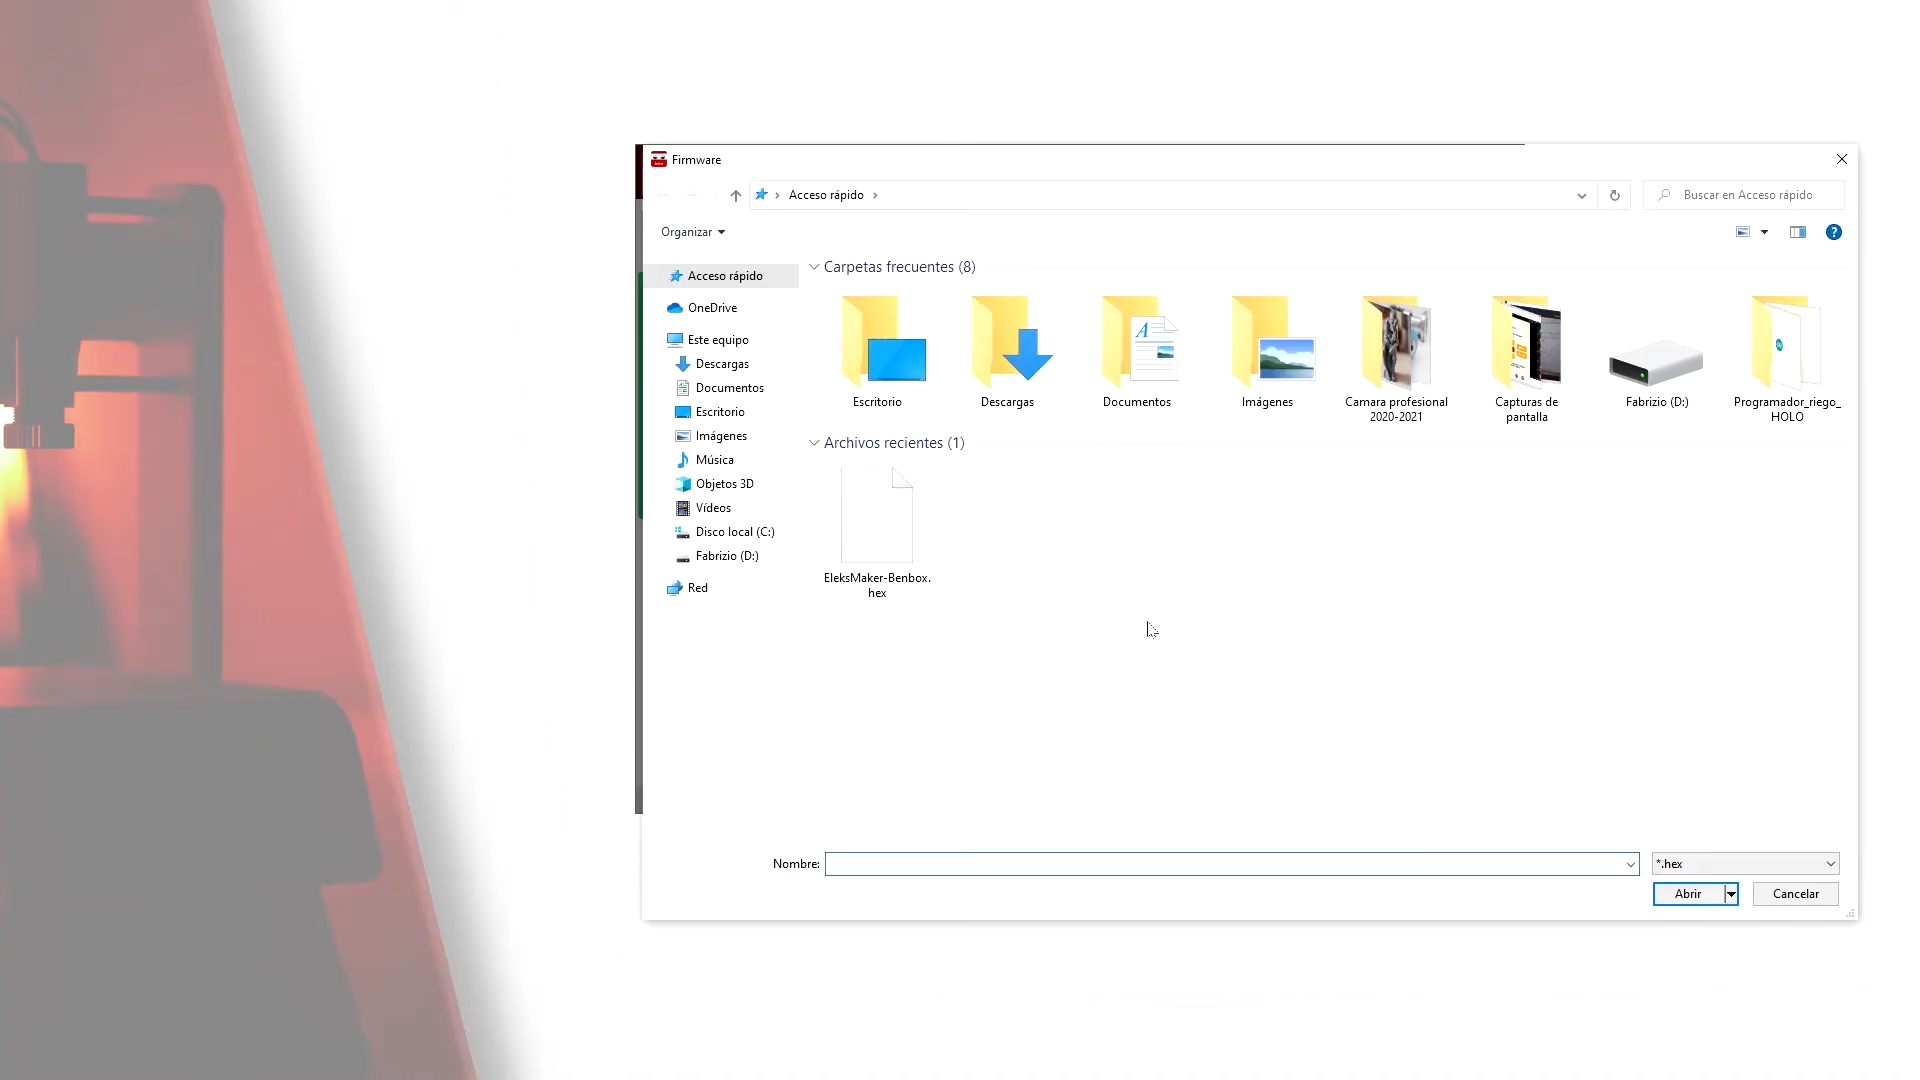 Firmware
Acceso rápido
Buscar en Acceso rápido
Organizar
Acceso rápido
OneDrive
Este equipo
Descargas
Documentos
Escritorio
Imágenes
Música
Objetos 3D
Vídeos
Disco local (C:)
Fabrizio (D:)
Red
Carpetas frecuentes (8)
Escritorio
Descargas
Documentos
Imágenes
Camara profesional
2020-2021
Capturas de
pantalla
Fabrizio (D:)
Programador_riego_
HOLO
Archivos recientes (1)
EleksMaker-Benbox.
hex
Nombre:
*.hex
Abrir
Cancelar